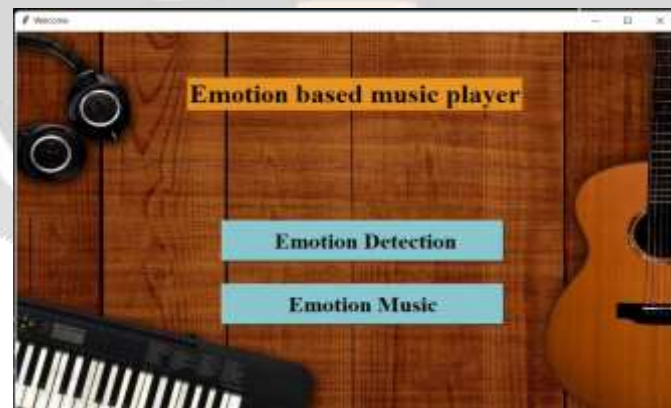 Welcome
Emotion based music player
Emotion Detection
Emotion Music